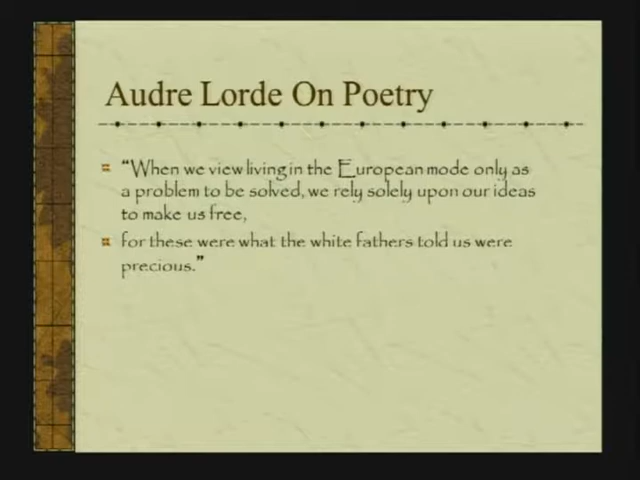 Audre Lorde On Poetry
“When we view living in the European mode only as
a problem to be solved, we rely solely upon our ideas
to make us free,
for these were what the white fathers told us were
precious.”